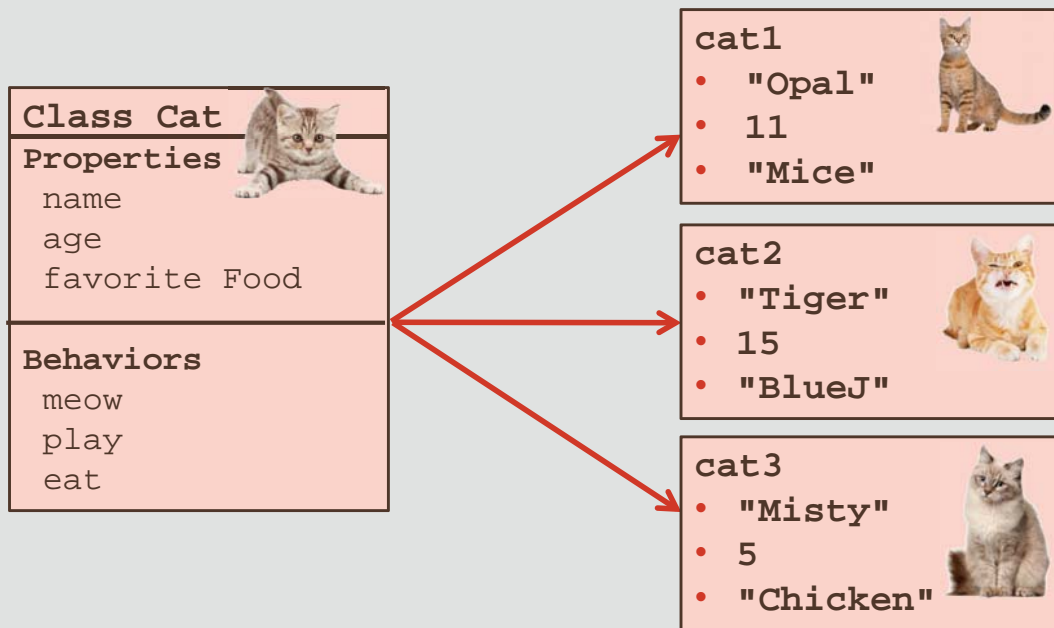 Class Cat
Properties
name
age
favorite Food
Behaviors
meow
play
eat
cat1
• "Opal"
• 11
• "Mice"
cat2
• "Tiger"
• 15
• "BlueJ"
cat3
• "Misty"
• 5
• "Chicken"